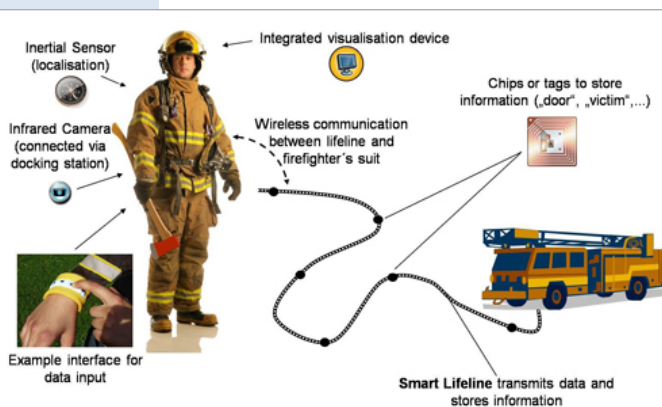 Inertial Sensor
(localisation)
Integrated visualisation device
Chips or tags to store
information („door“, „victim“,...)
Infrared Camera
(connected via
docking station)
Wireless communication
between lifeline and
firefighter´s suit
Example interface for
data input
Smart Lifeline transmits data and
stores information